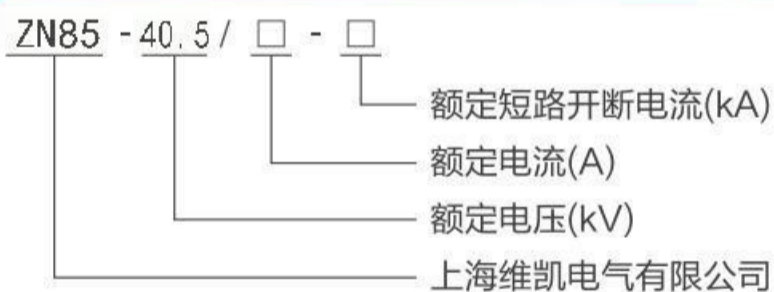 ZN85-40.5/□-□
额定短路开断电流(kA)
额定电流(A)
额定电压(kV)
上海维凯电气有限公司